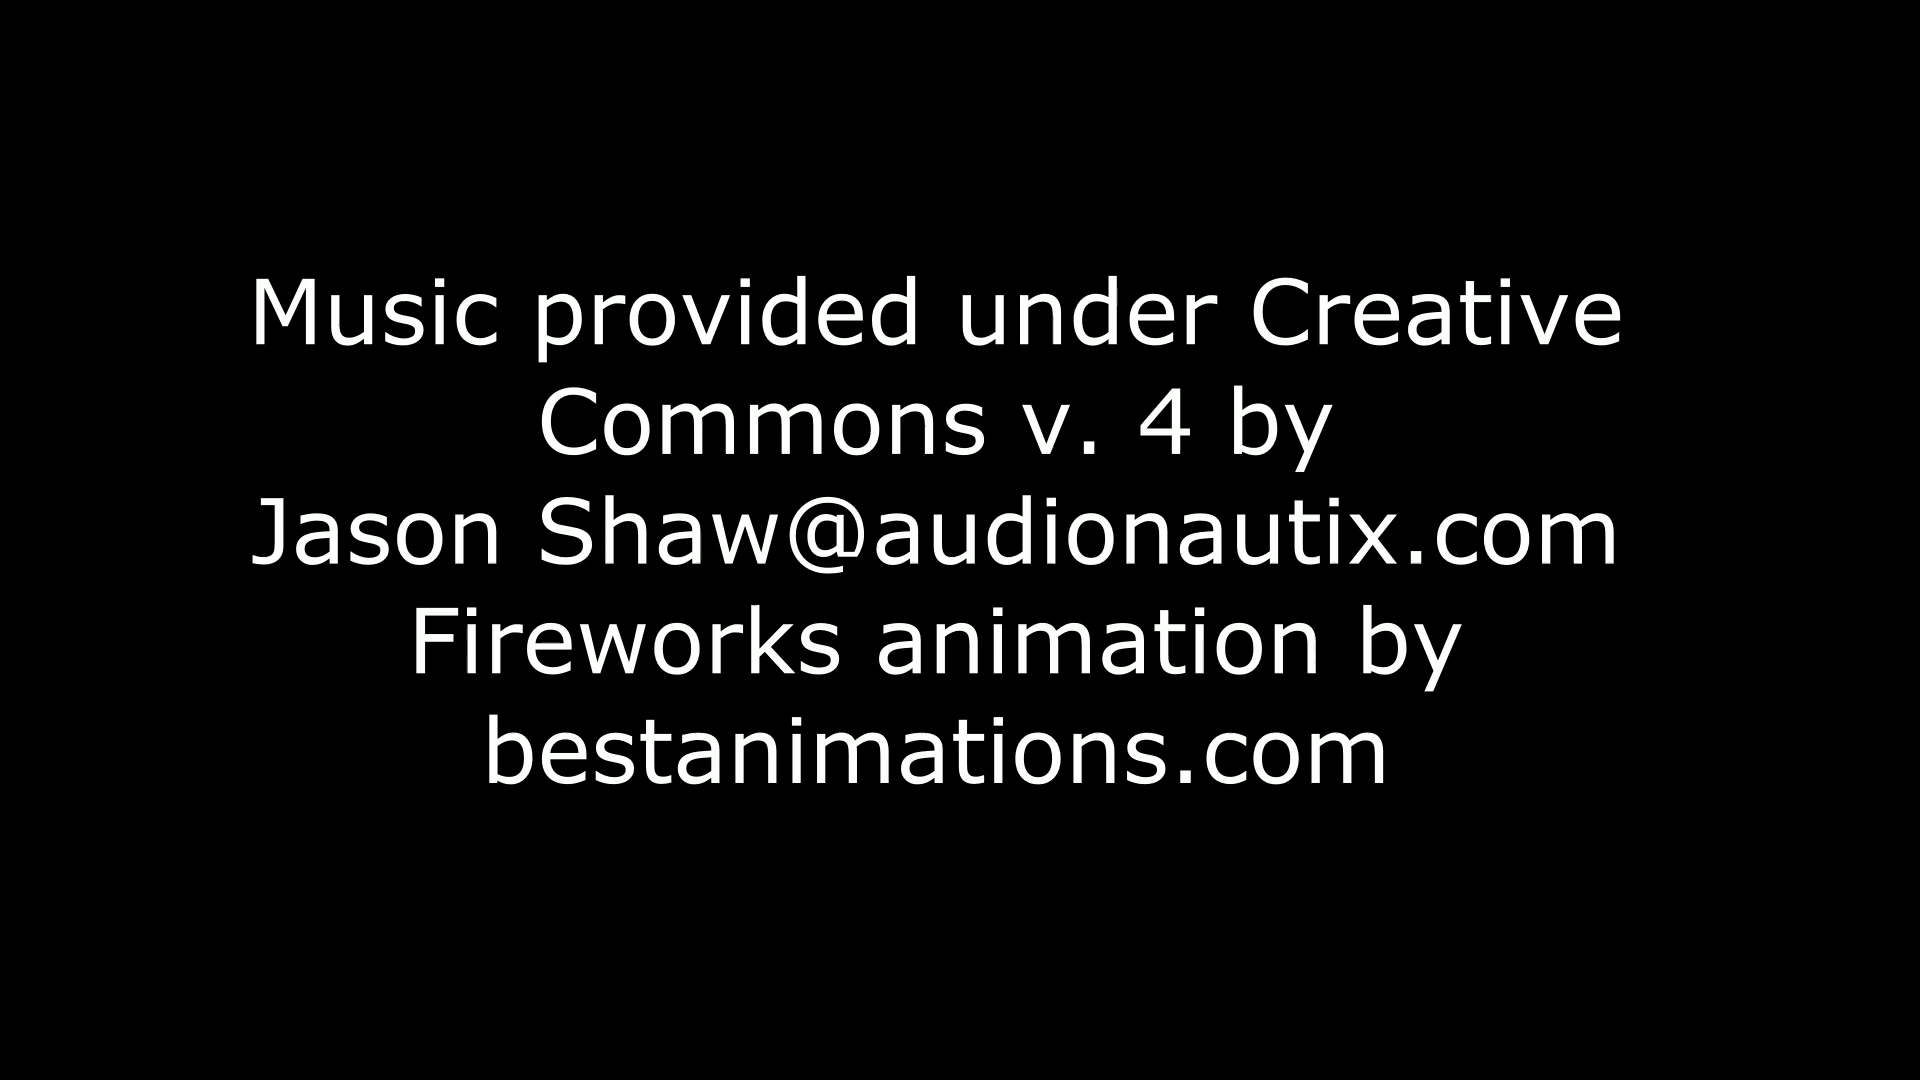 Music provided under Creative
Commons v. 4 by
Jason Shaw@audionautix.com
Fireworks animation by
bestanimations.com